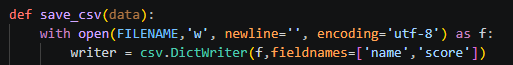 def save_csv(data):
    with open(FILENAME,'w', newline='', encoding='utf-8') as f:
        writer = csv.DictWriter(f,fieldnames=['name','score'])